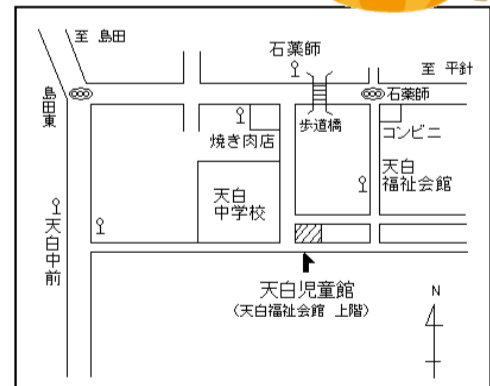 至 島田
石薬師
至 平針
島田東
石薬師
歩道橋
コンビニ
焼き肉店
天白
福祉会館
天白
中学校
天白中前
天白児童館
(天白福祉会館 上階)
N